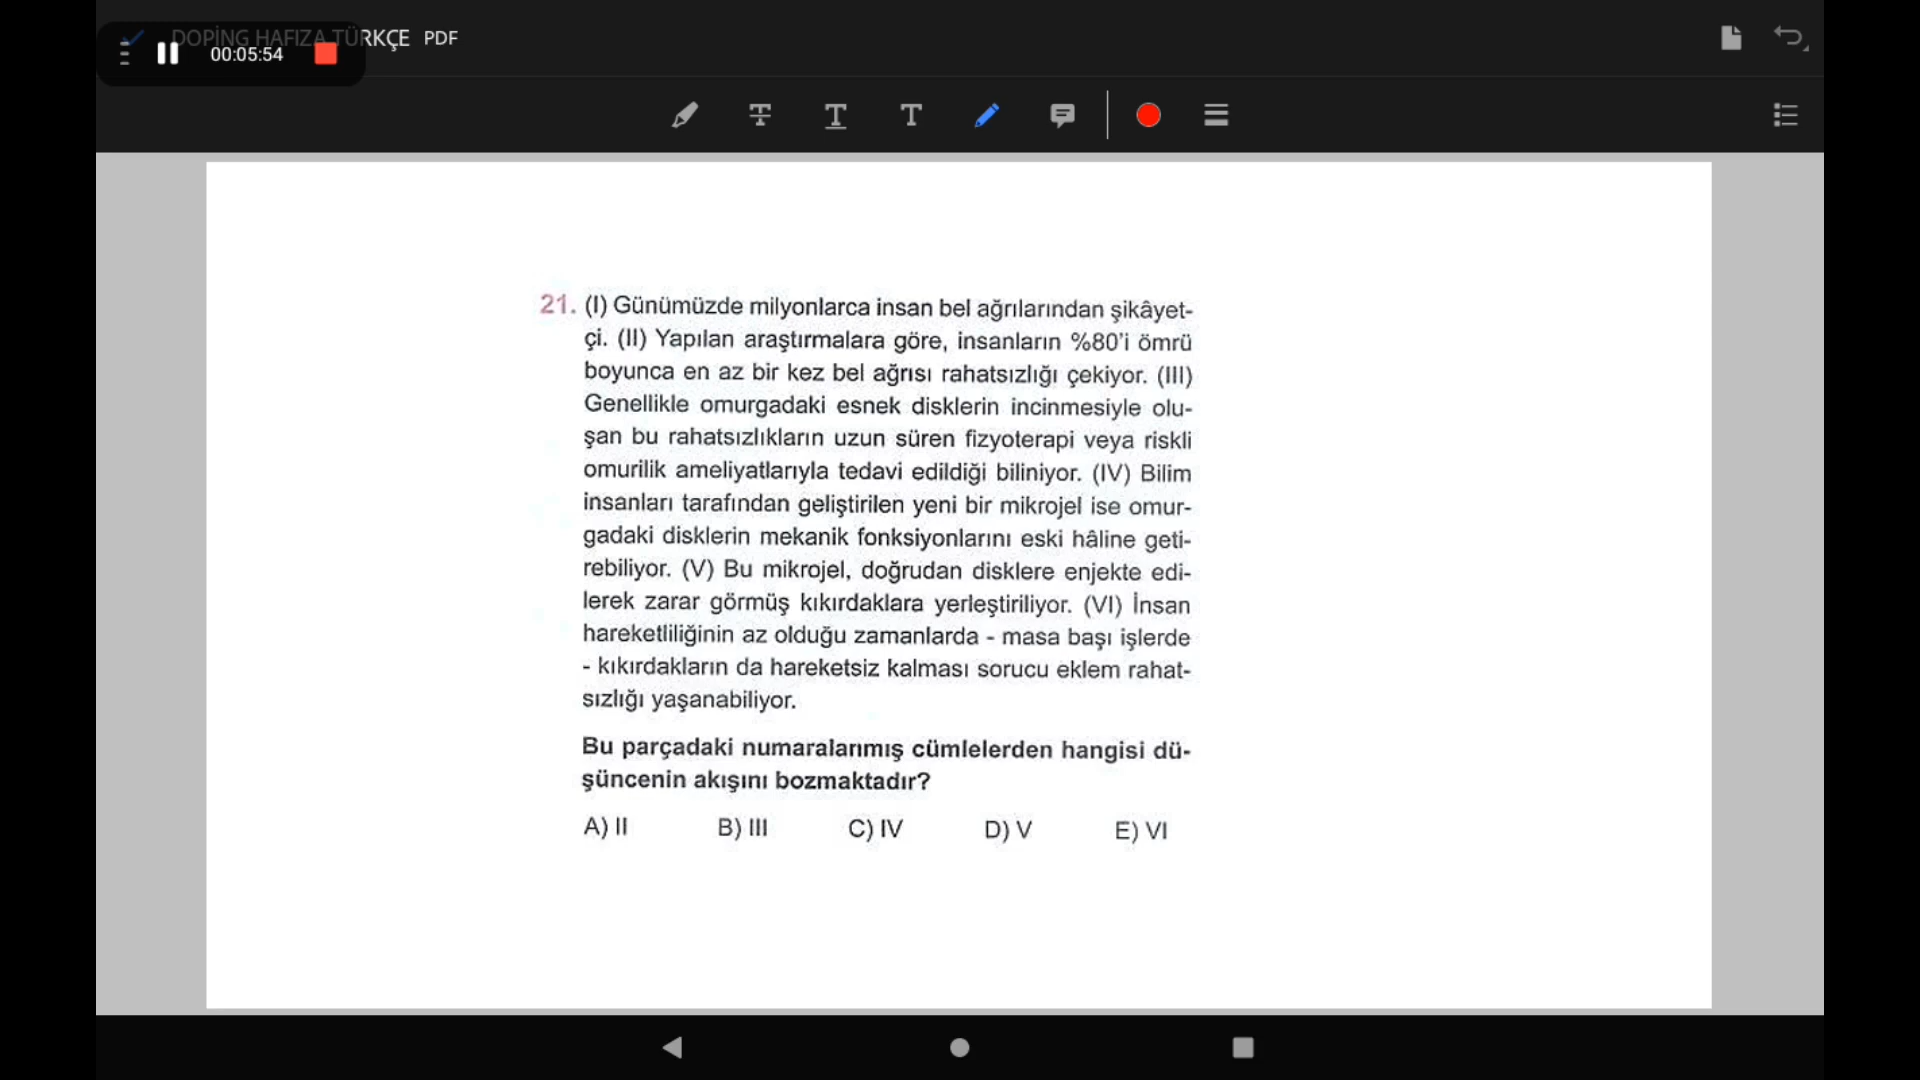 DOPİNG HAFIZA TÜRKÇE PDF
00:05:54
21. (I) Günümüzde milyonlarca insan bel ağrılarından şikâyet-
çi. (II) Yapılan araştırmalara göre, insanların %80'i ömrü
boyunca en az bir kez bel ağrısı rahatsızlığı çekiyor. (III)
Genellikle omurgadaki esnek disklerin incinmesiyle olu-
şan bu rahatsızlıkların uzun süren fizyoterapi veya riskli
omurilik ameliyatlarıyla tedavi edildiği biliniyor. (IV) Bilim
insanları tarafından geliştirilen yeni bir mikrojel ise omur-
gadaki disklerin mekanik fonksiyonlarını eski hâline geti-
rebiliyor. (V) Bu mikrojel, doğrudan disklere enjekte edi-
lerek zarar görmüş kıkırdaklara yerleştiriliyor. (VI) İnsan
hareketliliğinin az olduğu zamanlarda - masa başı işlerde
- kıkırdakların da hareketsiz kalması sorucu eklem rahat-
sızlığı yaşanabiliyor.
Bu parçadaki numaralanmış cümlelerden hangisi dü-
şüncenin akışını bozmaktadır?
A) II B) III C) IV D) V E) VI